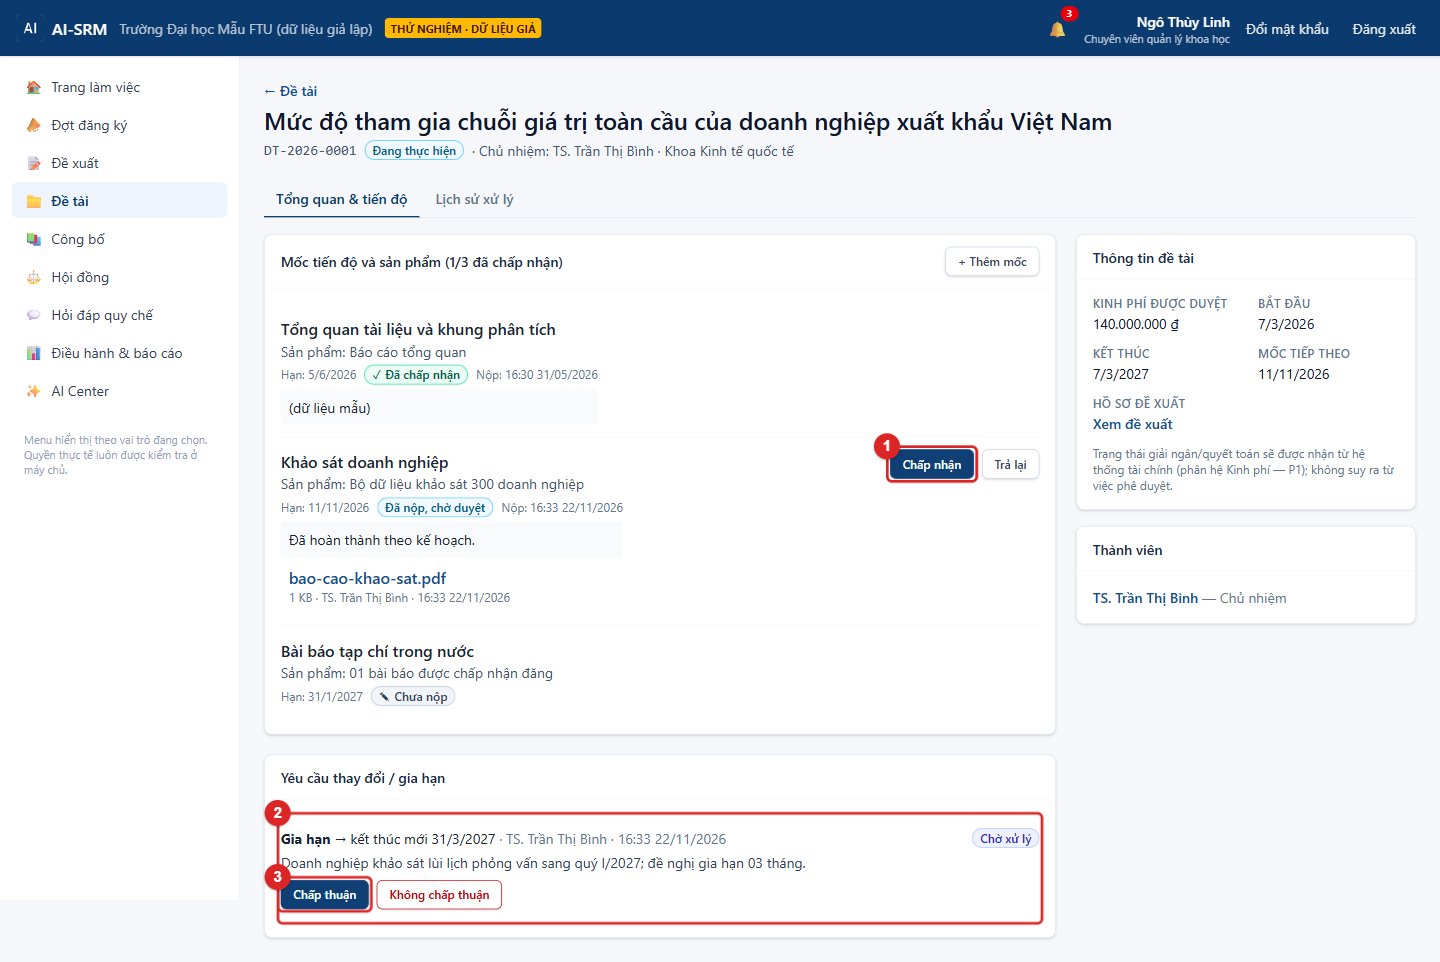 AI AI-SRM Trường Đại học Mẫu FTU (dữ liệu giả lập) THỬ NGHIỆM · DỮ LIỆU GIẢ
3
Ngô Thùy Linh
Chuyên viên quản lý khoa học
Đổi mật khẩu
Đăng xuất
Trang làm việc
Đợt đăng ký
Đề xuất
Đề tài
Công bố
Hội đồng
Hỏi đáp quy chế
Điều hành & báo cáo
AI Center
Menu hiển thị theo vai trò đang chọn.
Quyền thực tế luôn được kiểm tra ở
máy chủ.
← Đề tài
Mức độ tham gia chuỗi giá trị toàn cầu của doanh nghiệp xuất khẩu Việt Nam
DT-2026-0001 Đang thực hiện · Chủ nhiệm: TS. Trần Thị Bình · Khoa Kinh tế quốc tế
Tổng quan & tiến độ
Lịch sử xử lý
Mốc tiến độ và sản phẩm (1/3 đã chấp nhận)
+ Thêm mốc
Tổng quan tài liệu và khung phân tích
Sản phẩm: Báo cáo tổng quan
Hạn: 5/6/2026 ✓ Đã chấp nhận Nộp: 16:30 31/05/2026
(dữ liệu mẫu)
1
Khảo sát doanh nghiệp
Chấp nhận
Trả lại
Sản phẩm: Bộ dữ liệu khảo sát 300 doanh nghiệp
Hạn: 11/11/2026 Đã nộp, chờ duyệt Nộp: 16:33 22/11/2026
Đã hoàn thành theo kế hoạch.
bao-cao-khao-sat.pdf
1 KB · TS. Trần Thị Bình · 16:33 22/11/2026
Bài báo tạp chí trong nước
Sản phẩm: 01 bài báo được chấp nhận đăng
Hạn: 31/1/2027 Chưa nộp
Yêu cầu thay đổi / gia hạn
2
Gia hạn → kết thúc mới 31/3/2027 · TS. Trần Thị Bình · 16:33 22/11/2026
Chờ xử lý
Doanh nghiệp khảo sát lùi lịch phỏng vấn sang quý I/2027; đề nghị gia hạn 03 tháng.
3
Chấp thuận
Không chấp thuận
Thông tin đề tài
KINH PHÍ ĐƯỢC DUYỆT
140.000.000 ₫
BẮT ĐẦU
7/3/2026
KẾT THÚC
7/3/2027
MỐC TIẾP THEO
11/11/2026
HỒ SƠ ĐỀ XUẤT
Xem đề xuất
Trạng thái giải ngân/quyết toán sẽ được nhận từ hệ
thống tài chính (phân hệ Kinh phí — P1); không suy ra từ
việc phê duyệt.
Thành viên
TS. Trần Thị Bình — Chủ nhiệm